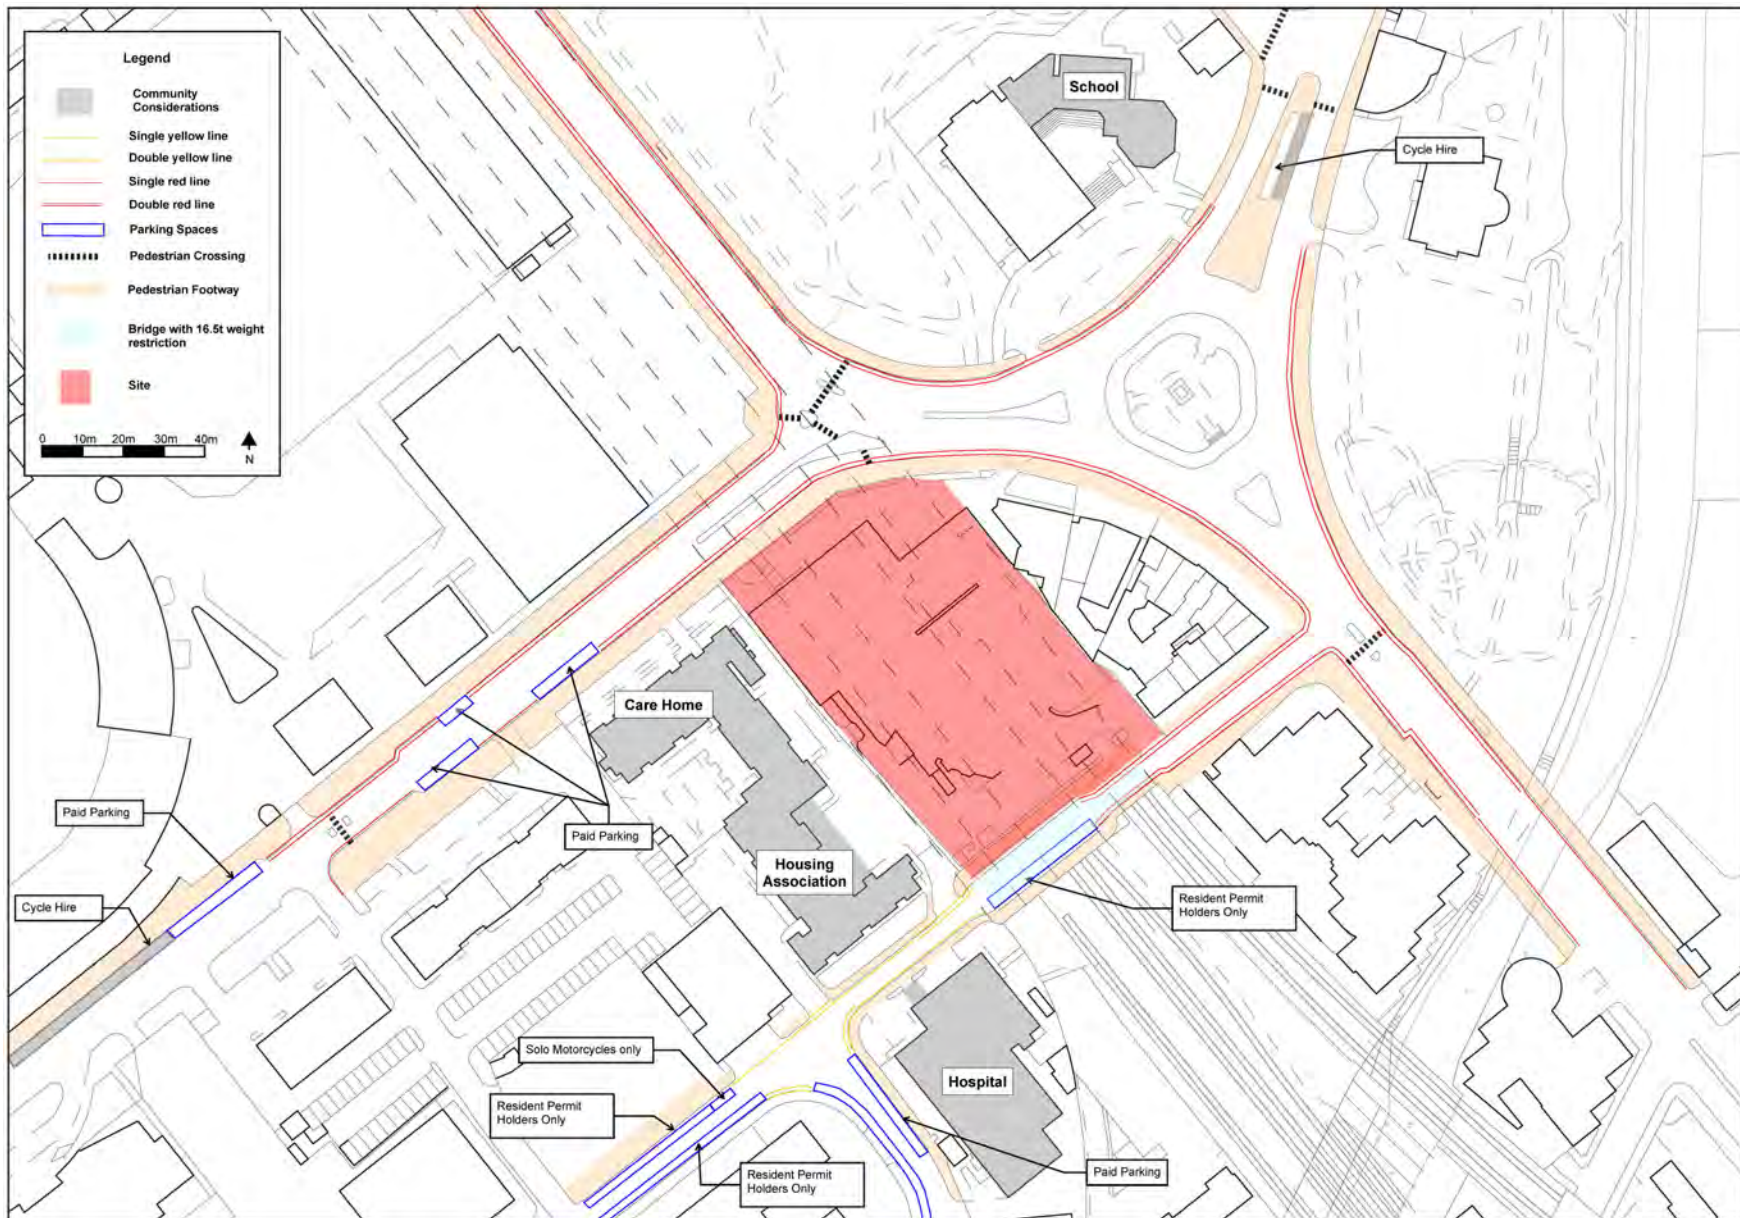 Legend
Community
Considerations
Single yellow line
Double yellow line
Single red line
Double red line
Parking Spaces
Pedestrian Crossing
Pedestrian Footway
Bridge with 16.5t weight
restriction
Site
0 10m 20m 30m 40m
N
School
Cycle Hire
Care Home
Paid Parking
Paid Parking
Housing
Association
Cycle Hire
Resident Permit
Holders Only
Solo Motorcycles only
Hospital
Resident Permit
Holders Only
Resident Permit
Holders Only
Paid Parking